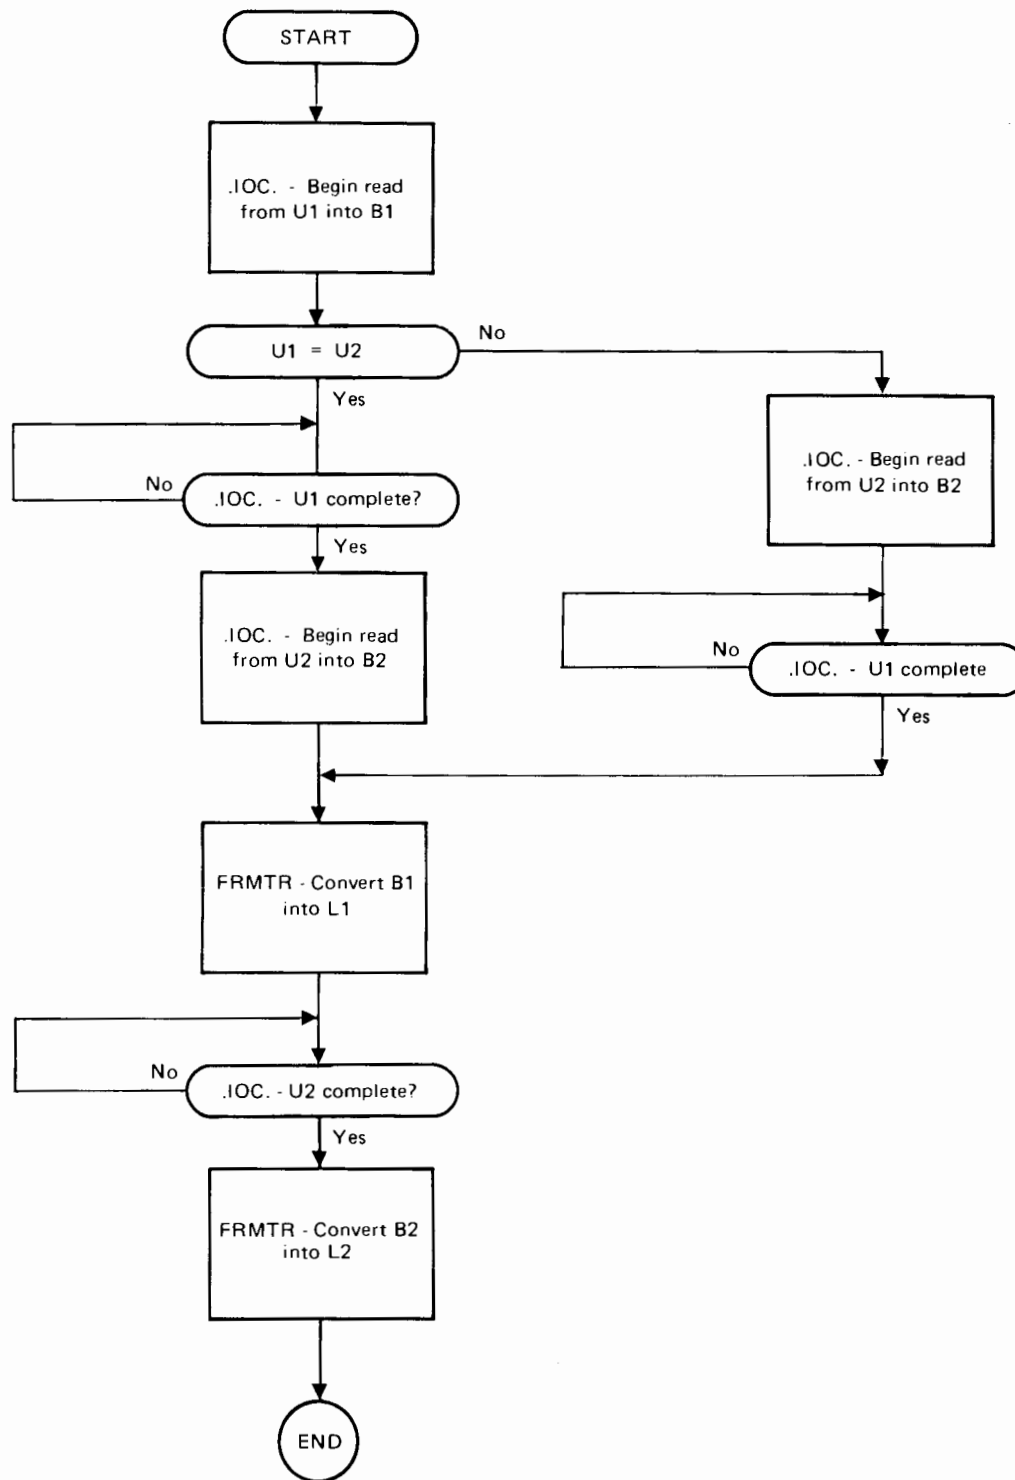 START
.IOC. - Begin read
from U1 into B1
U1 = U2
No
Yes
.IOC. - Begin read
from U2 into B2
No
.IOC. - U1 complete?
Yes
.IOC. - Begin read
from U2 into B2
No
.IOC. - U1 complete
Yes
FRMTR - Convert B1
into L1
No
.IOC. - U2 complete?
Yes
FRMTR - Convert B2
into L2
END